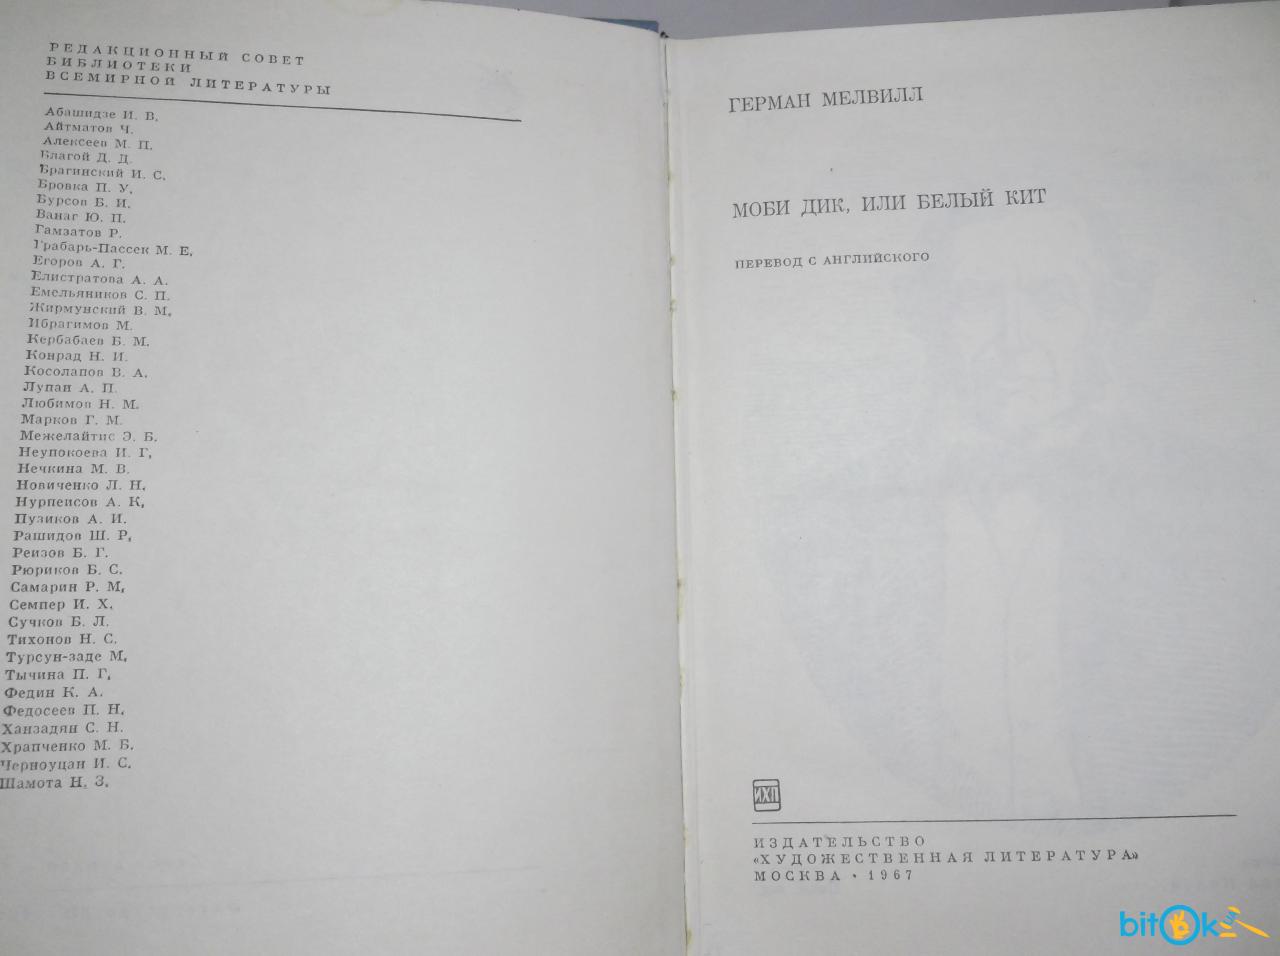 РЕДАКЦИОННЫЙ СОВЕТ
БИБЛИОТЕКИ
ВСЕМИРНОЙ ЛИТЕРАТУРЫ
Абашидзе И. В.
Айтматов Ч.
Алексеев М. П.
Благой Д. Д.
Брагинский И. С.
Бровка П. У.
Бурсов Б. И.
Ванаг Ю. П.
Гамзатов Р.
Грабарь-Пассек М. Е.
Егоров А. Г.
Елистратова А. А.
Емельяников С. П.
Жирмунский В. М.
Ибрагимов М.
Кербабаев Б. М.
Конрад Н. И.
Косолапов В. А.
Лупан А. П.
Любимов Н. М.
Марков Г. М.
Межелайтис Э. Б.
Неупокоева И. Г.
Нечкина М. В.
Новиченко Л. Н.
Нурпеисов А. К.
Пузиков А. И.
Рашидов Ш. Р.
Реизов Б. Г.
Рюриков Б. С.
Самарин Р. М.
Семпер И. Х.
Сучков Б. Л.
Тихонов Н. С.
Турсун-заде М.
Тычина П. Г.
Федин К. А.
Федосеев П. Н.
Ханзадян С. Н.
Храпченко М. Б.
Черноуцан И. С.
Шамота Н. З.
ГЕРМАН МЕЛВИЛЛ
МОБИ ДИК, ИЛИ БЕЛЫЙ КИТ
ПЕРЕВОД С АНГЛИЙСКОГО
ИХЛ
ИЗДАТЕЛЬСТВО
«ХУДОЖЕСТВЕННАЯ ЛИТЕРАТУРА»
МОСКВА · 1967
bitOk